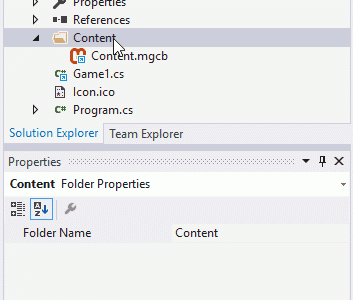 Properties
References
Content
Content.mgcb
Game1.cs
Icon.ico
Program.cs
Solution Explorer Team Explorer
Properties
Content Folder Properties
Folder Name Content